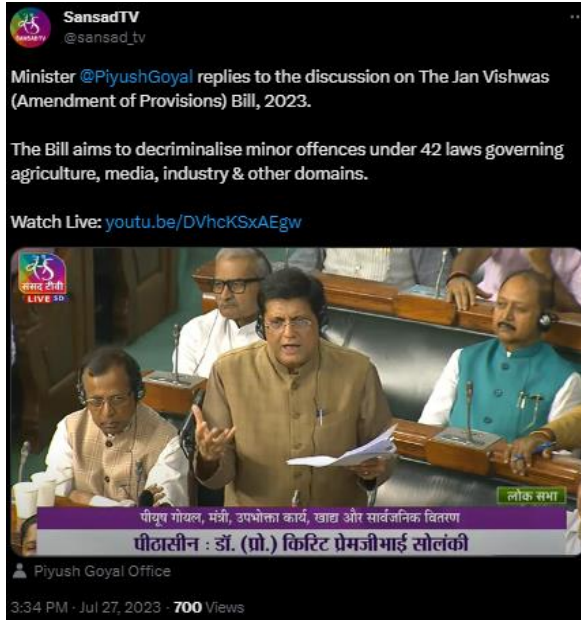 SansadTV
@sansad_tv
Minister @PiyushGoyal replies to the discussion on The Jan Vishwas
(Amendment of Provisions) Bill, 2023.
The Bill aims to decriminalise minor offences under 42 laws governing
agriculture, media, industry & other domains.
Watch Live: youtu.be/DVhcKSxAEgw
संसद टीवी
LIVE SD
लोक सभा
पीयूष गोयल, मंत्री, उपभोक्ता कार्य, खाद्य और सार्वजनिक वितरण
पीठासीन : डॉ. (प्रो.) किरिट प्रेमजीभाई सोलंकी
Piyush Goyal Office
3:34 PM · Jul 27, 2023 · 700 Views